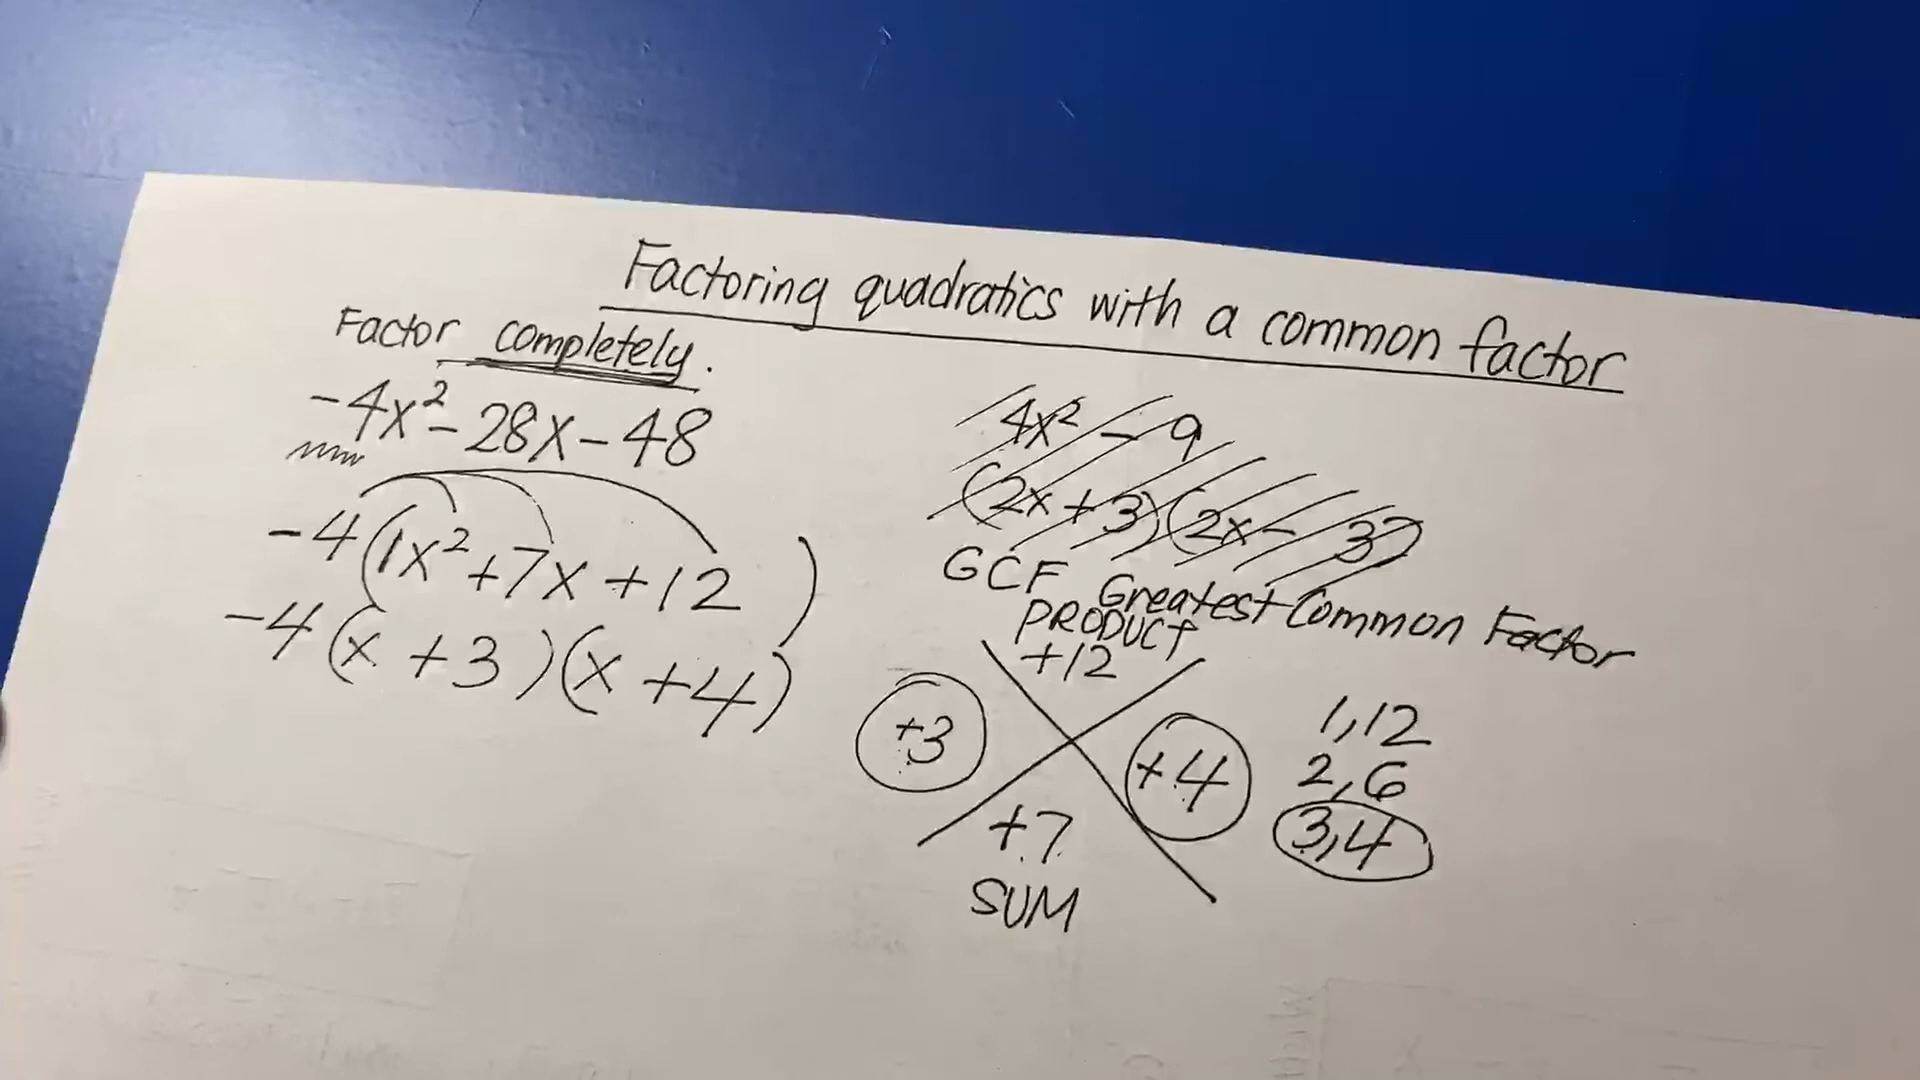 Factoring quadratics with a common factor
Factor completely.
-4x² - 28x - 48
-4(1x² + 7x + 12 )
-4(x + 3)(x + 4)
4x² - 9
(2x + 3)(2x - 3)
GCF Greatest Common Factor
PRODUCT
+12
+3
+4
+7
SUM
1,12
2,6
3,4